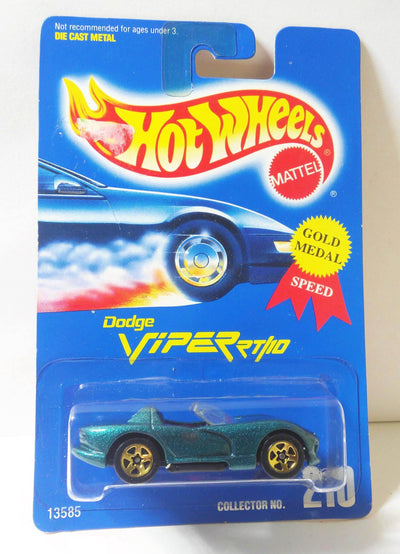 Not recommended for ages under 3.
DIE CAST METAL
HOT WHEELS
®
MATTEL
®
GOLD
MEDAL
SPEED
Dodge
VIPER RT/10
13585
COLLECTOR NO. 210